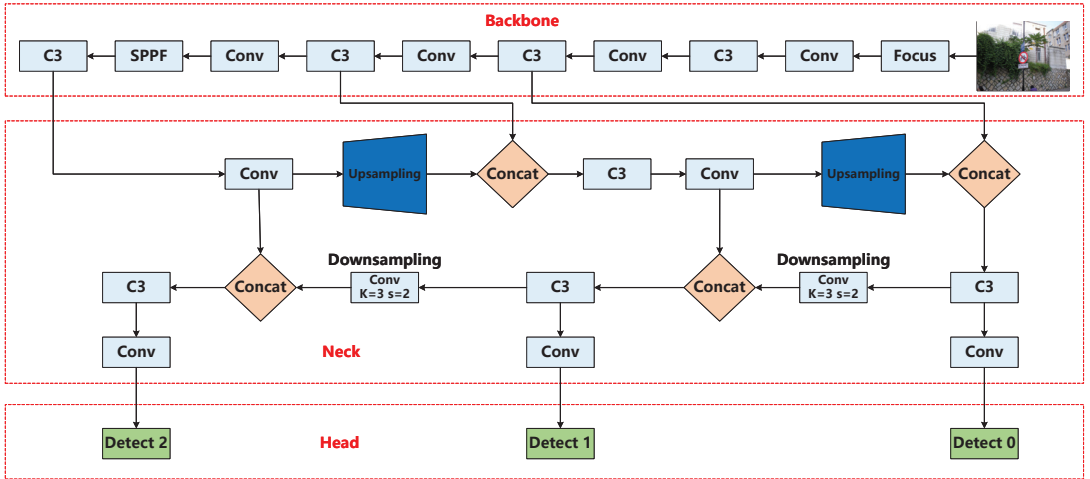 Backbone
C3 SPPF Conv C3 Conv C3 Conv C3 Conv Focus
Conv Upsampling Concat C3 Conv Upsampling Concat
Downsampling Downsampling
C3 Concat Conv K=3 s=2 C3 Concat Conv K=3 s=2 C3
Conv Neck Conv Conv
Detect 2 Head Detect 1 Detect 0